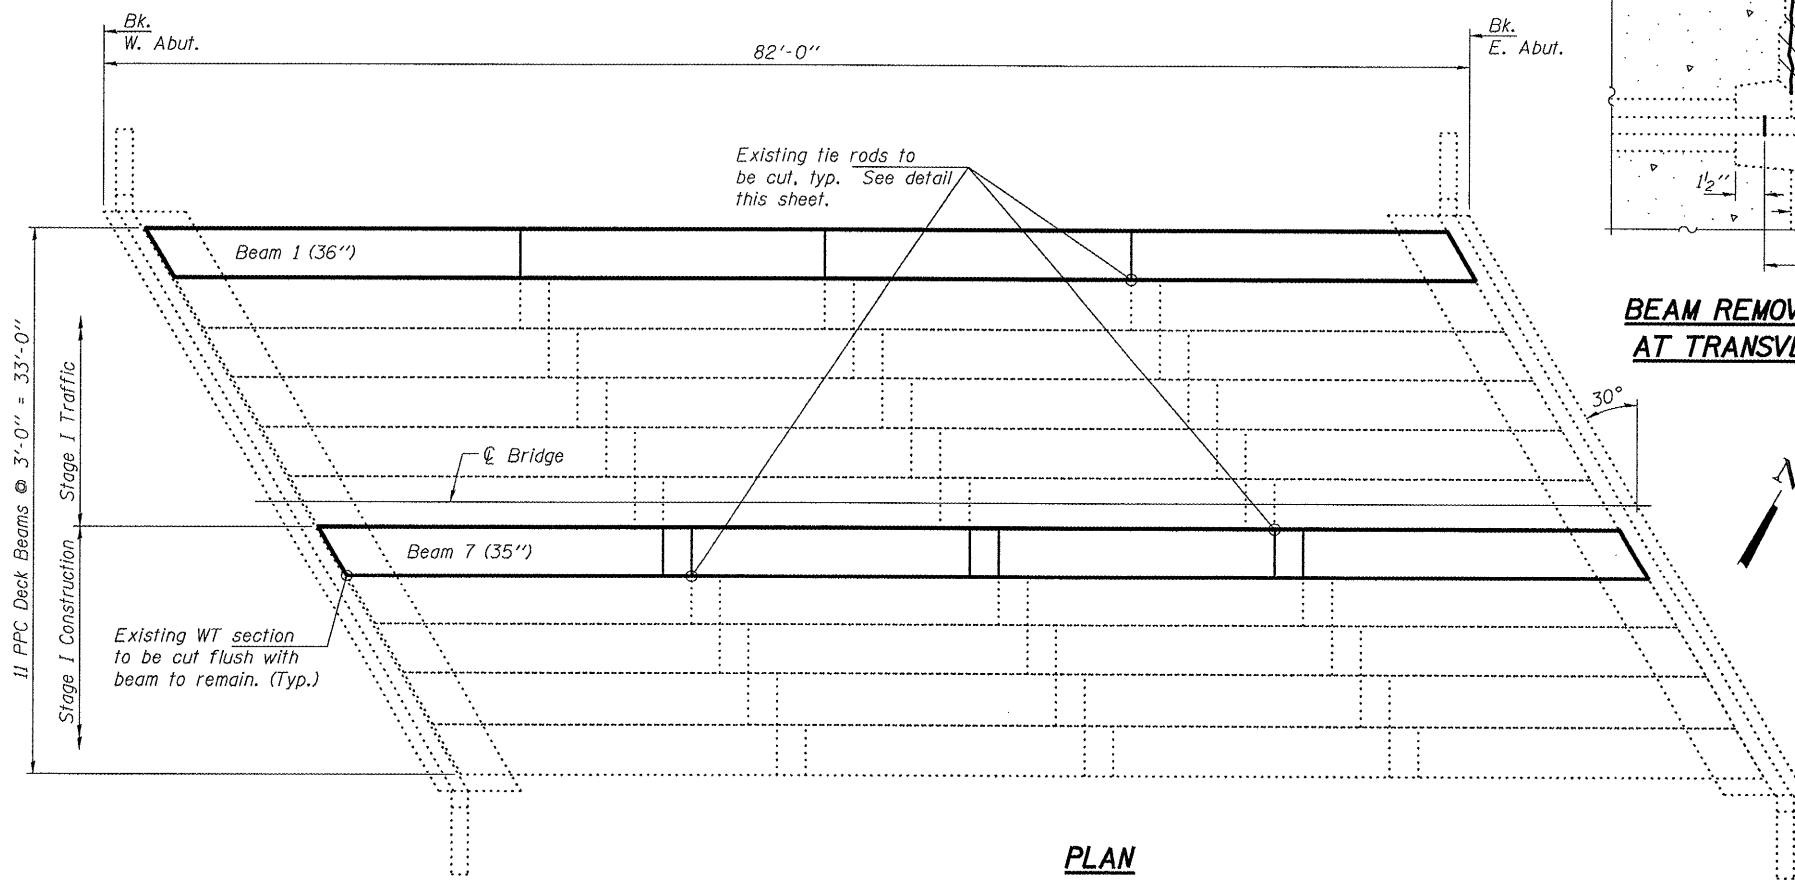 Bk.
W. Abut.
82'-0''
Bk.
E. Abut.
Existing tie rods to
be cut, typ. See detail
this sheet.
1½''
Beam 1 (36'')
BEAM REMOV
AT TRANSVE
11 PPC Deck Beams @ 3'-0'' = 33'-0''
Stage I Traffic
Stage I Construction
30°
℄ Bridge
N
Beam 7 (35'')
Existing WT section
to be cut flush with
beam to remain. (Typ.)
PLAN